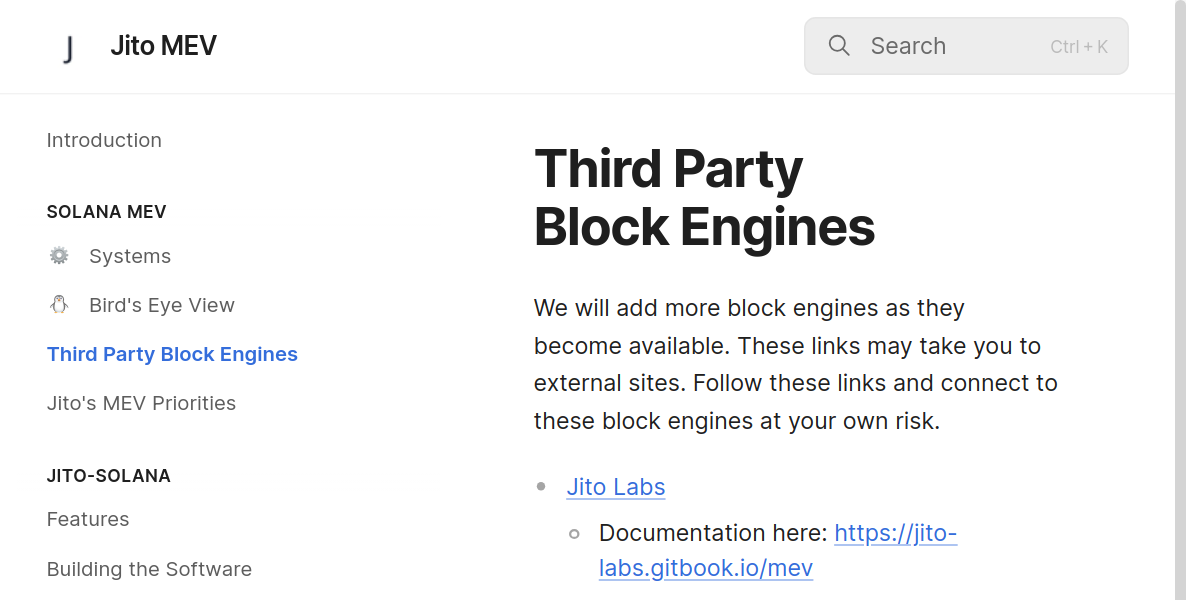 Jito MEV
Search
Ctrl + K
Introduction
SOLANA MEV
Systems
Bird's Eye View
Third Party Block Engines
Jito's MEV Priorities
JITO-SOLANA
Features
Building the Software
Third Party
Block Engines
We will add more block engines as they
become available. These links may take you to
external sites. Follow these links and connect to
these block engines at your own risk.
Jito Labs
Documentation here: https://jito-
labs.gitbook.io/mev